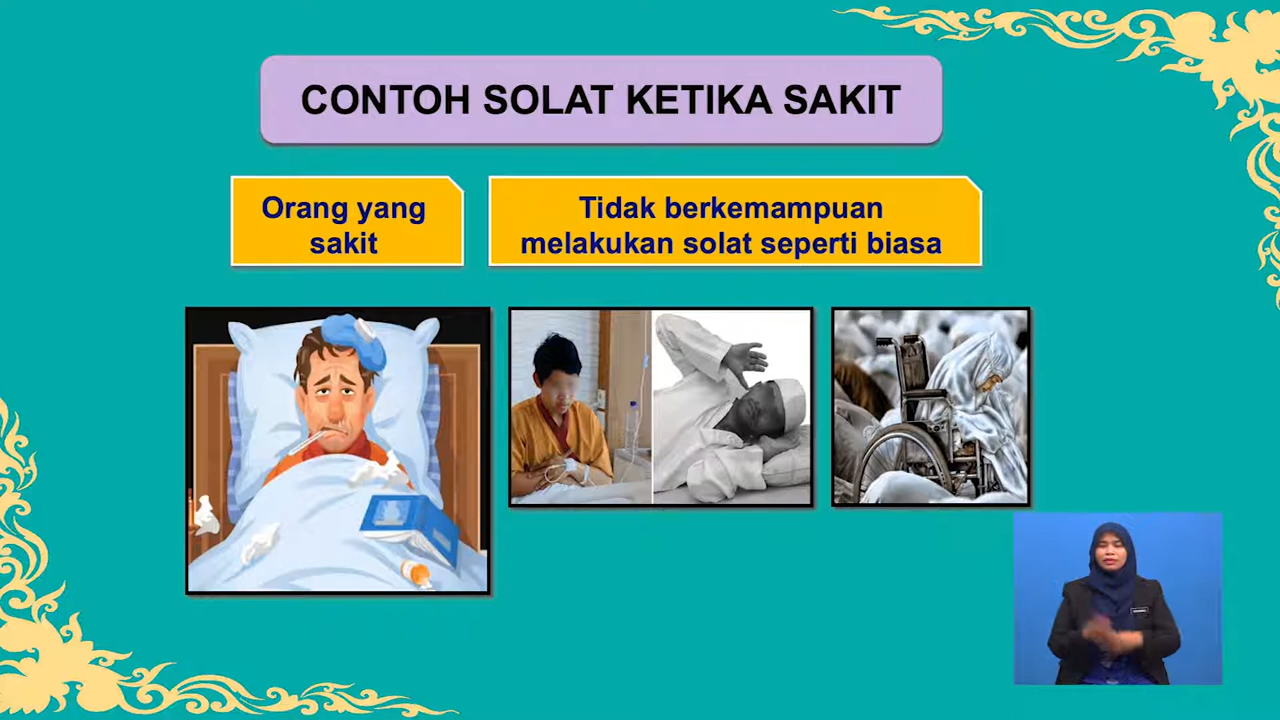 CONTOH SOLAT KETIKA SAKIT
Orang yang
sakit
Tidak berkemampuan
melakukan solat seperti biasa